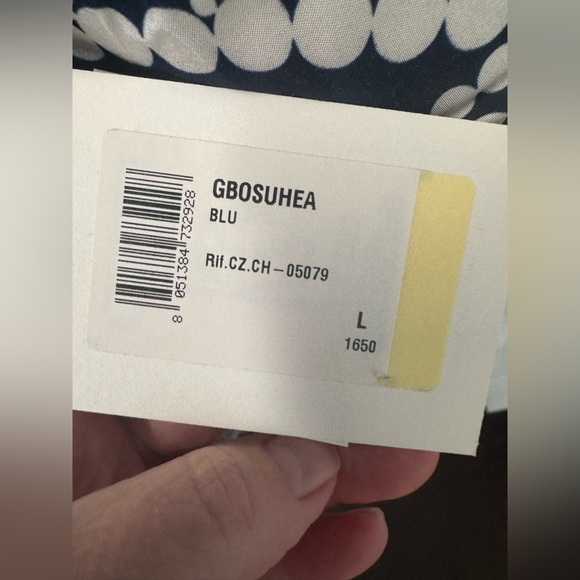 GBOSUHEA
BLU
Rif.CZ.CH-05079
L
1650
8 051384 732928